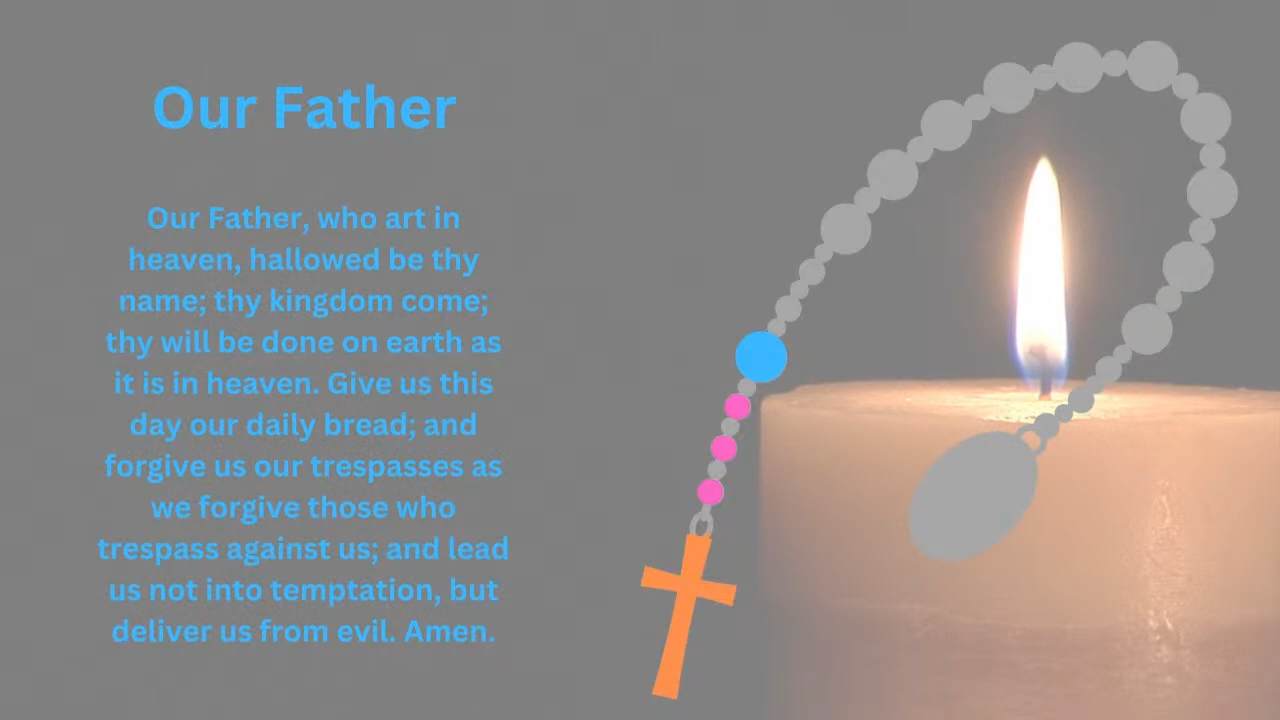 Our Father
Our Father, who art in
heaven, hallowed be thy
name; thy kingdom come;
thy will be done on earth as
it is in heaven. Give us this
day our daily bread; and
forgive us our trespasses as
we forgive those who
trespass against us; and lead
us not into temptation, but
deliver us from evil. Amen.